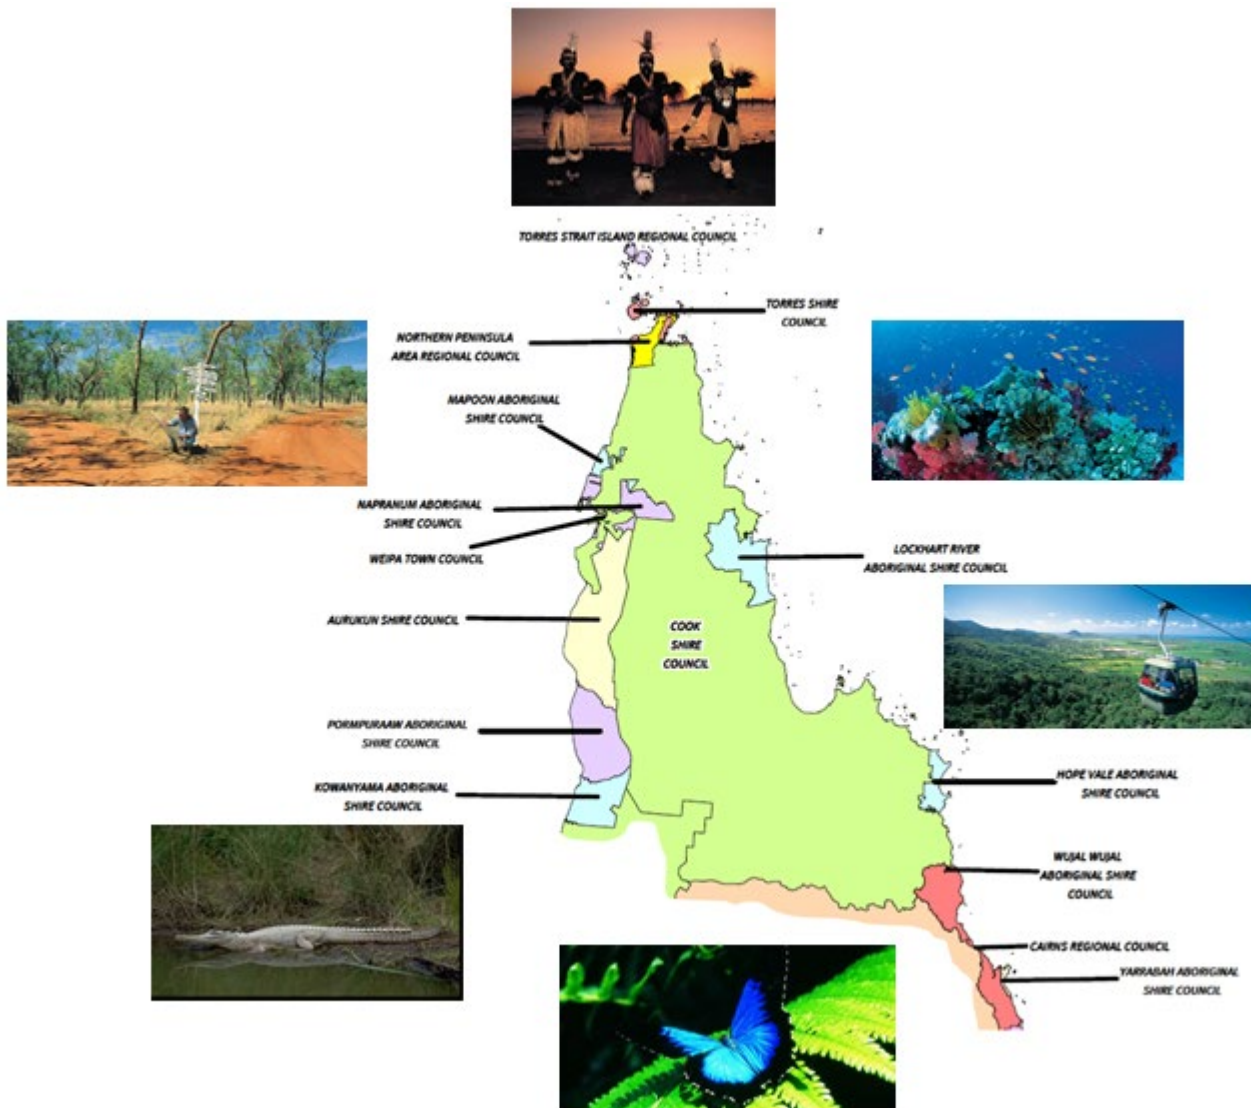 TORRES STRAIT ISLAND REGIONAL COUNCIL
TORRES SHIRE
COUNCIL
NORTHERN PENINSULA
AREA REGIONAL COUNCIL
MAPOON ABORIGINAL
SHIRE COUNCIL
NAPRANUM ABORIGINAL
SHIRE COUNCIL
WEIPA TOWN COUNCIL
LOCKHART RIVER
ABORIGINAL SHIRE COUNCIL
AURUKUN SHIRE COUNCIL
COOK
SHIRE
COUNCIL
PORMPURAAW ABORIGINAL
SHIRE COUNCIL
KOWANYAMA ABORIGINAL
SHIRE COUNCIL
HOPE VALE ABORIGINAL
SHIRE COUNCIL
WUJAL WUJAL
ABORIGINAL SHIRE
COUNCIL
CAIRNS REGIONAL COUNCIL
YARRABAH ABORIGINAL
SHIRE COUNCIL